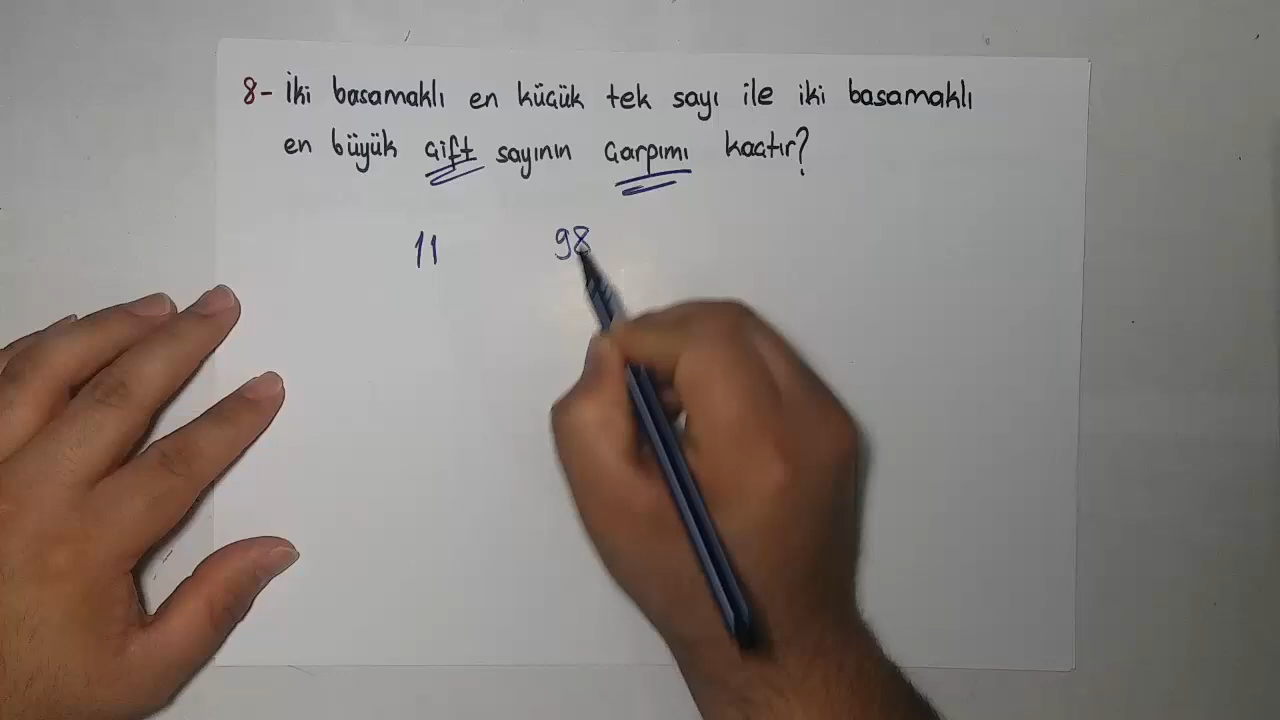 8- İki basamaklı en küçük tek sayı ile iki basamaklı
en büyük çift sayının çarpımı kaçtır?
11 98